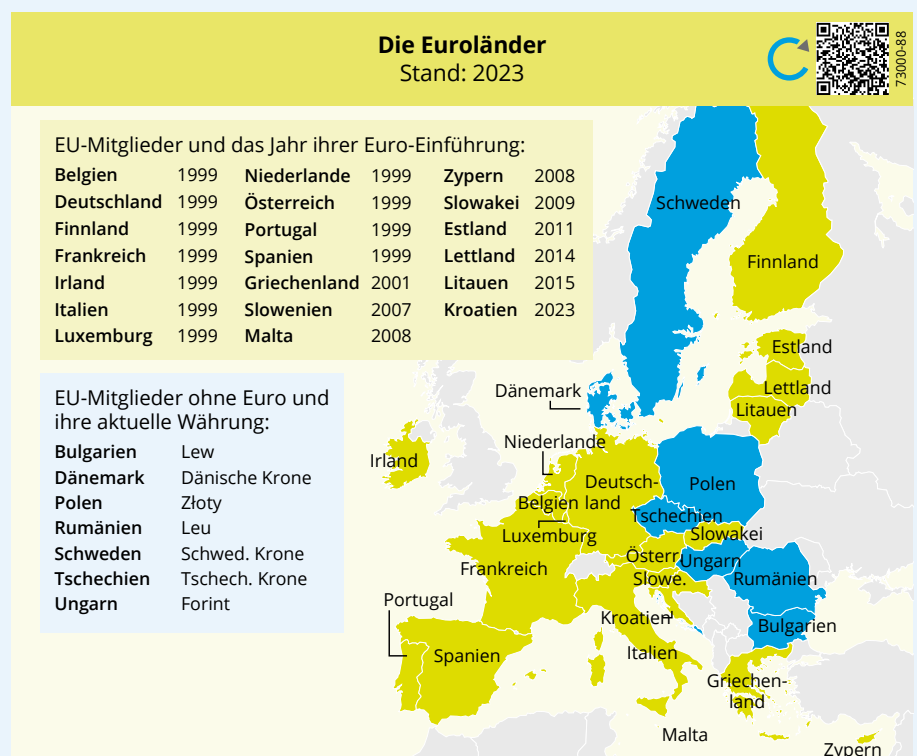 Die Euroländer
Stand: 2023
73000-88
EU-Mitglieder und das Jahr ihrer Euro-Einführung:
Belgien 1999 Niederlande 1999 Zypern 2008
Deutschland 1999 Österreich 1999 Slowakei 2009
Finnland 1999 Portugal 1999 Estland 2011
Frankreich 1999 Spanien 1999 Lettland 2014
Irland 1999 Griechenland 2001 Litauen 2015
Italien 1999 Slowenien 2007 Kroatien 2023
Luxemburg 1999 Malta 2008
EU-Mitglieder ohne Euro und
ihre aktuelle Währung:
Bulgarien Lew
Dänemark Dänische Krone
Polen Złoty
Rumänien Leu
Schweden Schwed. Krone
Tschechien Tschech. Krone
Ungarn Forint
Schweden
Finnland
Estland
Lettland
Litauen
Dänemark
Niederlande
Irland
Deutsch-
land
Polen
Belgien
Tschechien
Luxemburg
Slowakei
Österr.
Ungarn
Frankreich
Slowe.
Rumänien
Portugal
Kroatien
Bulgarien
Spanien
Italien
Griechen-
land
Malta
Zypern